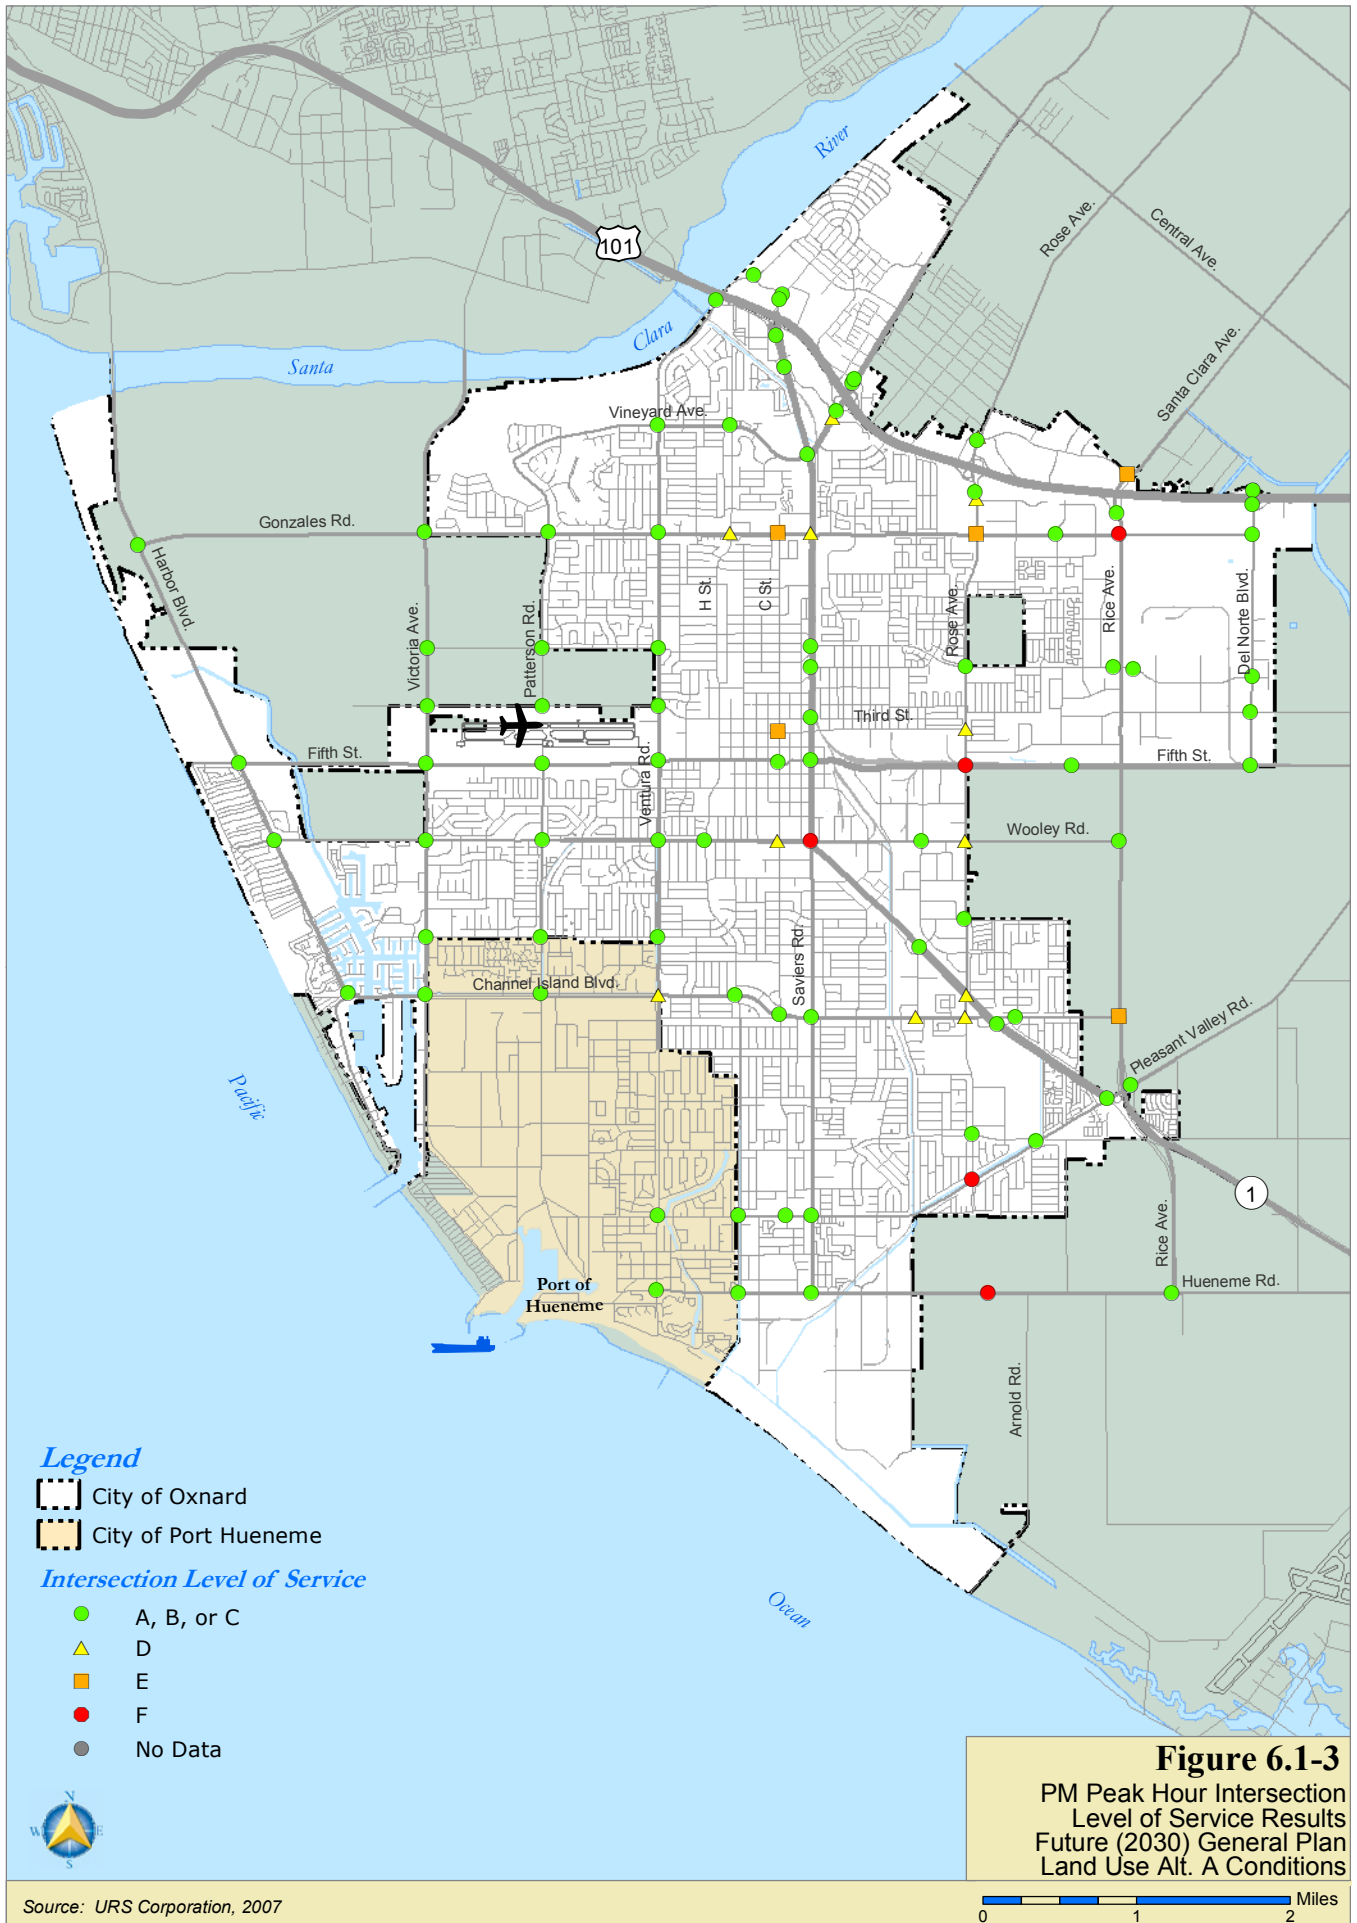 River
101
Rose Ave.
Central Ave.
Clara
Santa
Santa Clara Ave.
Vineyard Ave.
Gonzales Rd.
Harbor Blvd.
Victoria Ave.
Patterson Rd.
H St.
C St.
Rose Ave.
Rice Ave.
Del Norte Blvd.
Third St.
Fifth St.
Fifth St.
Ventura Rd.
Wooley Rd.
Saviers Rd.
Channel Island Blvd.
Pleasant Valley Rd.
Pacific
1
Rice Ave.
Hueneme Rd.
Port of
Hueneme
Arnold Rd.
Ocean
Legend
City of Oxnard
City of Port Hueneme
Intersection Level of Service
A, B, or C
D
E
F
No Data
N
W
E
S
Figure 6.1-3
PM Peak Hour Intersection
Level of Service Results
Future (2030) General Plan
Land Use Alt. A Conditions
Source: URS Corporation, 2007
Miles
0 1 2